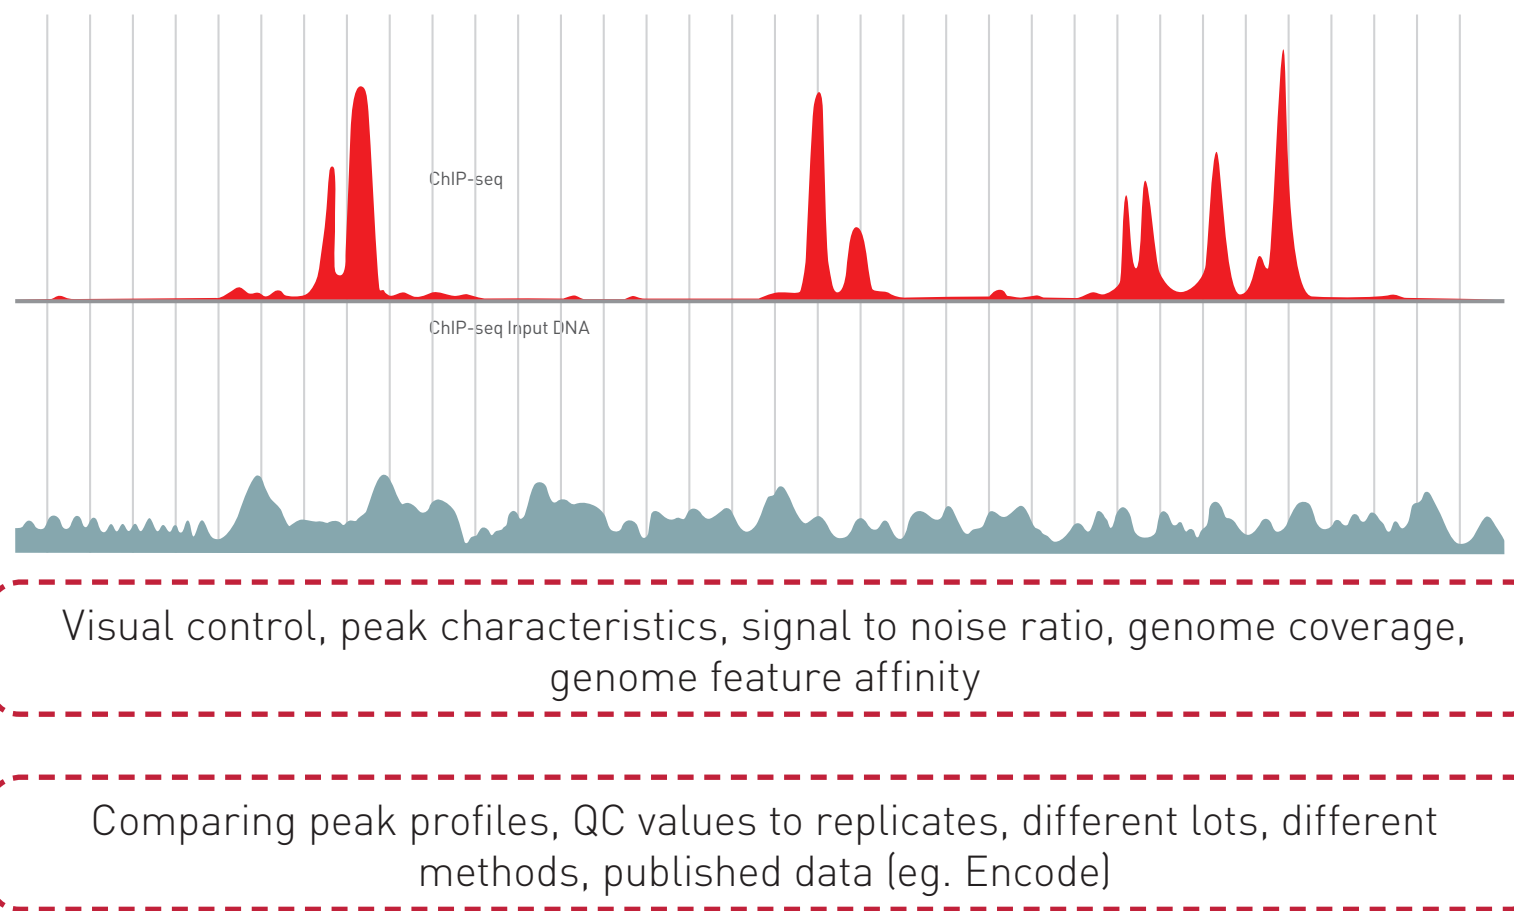 ChIP-seq
ChIP-seq Input DNA
Visual control, peak characteristics, signal to noise ratio, genome coverage,
genome feature affinity
Comparing peak profiles, QC values to replicates, different lots, different
methods, published data (eg. Encode)